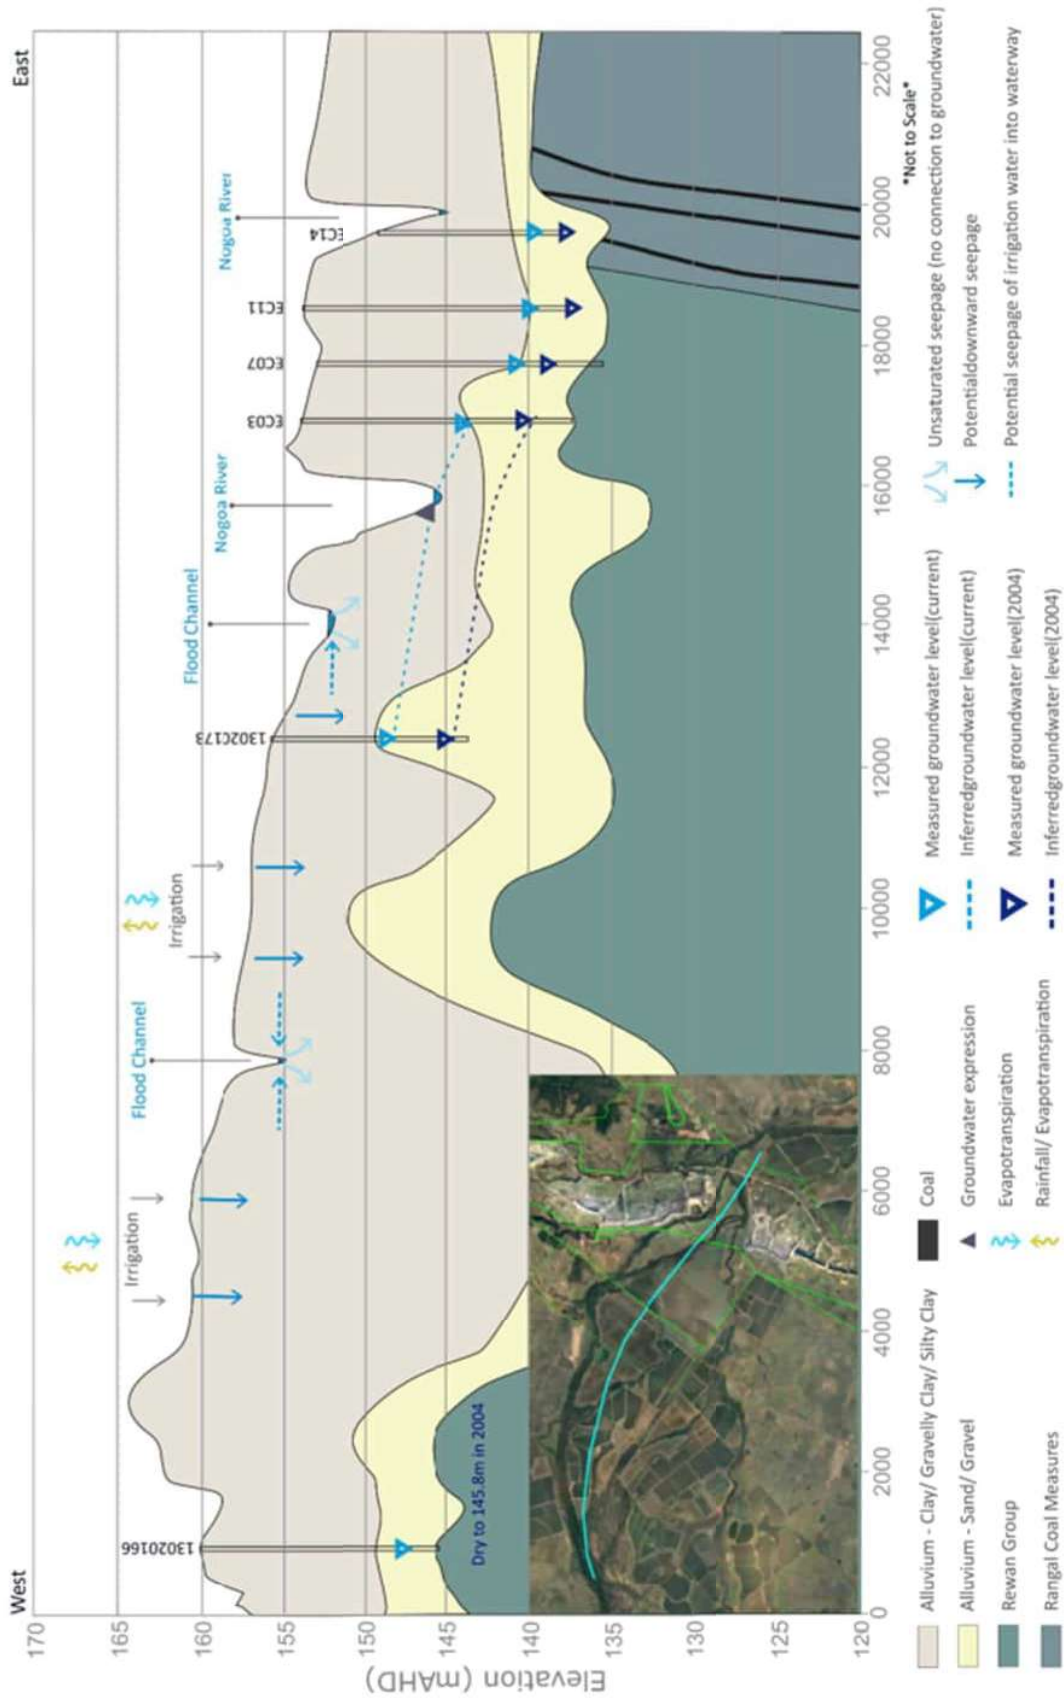 West
East
170
165
160
155
150
145
140
135
130
125
120
Elevation (mAHD)
13020166
Irrigation
Flood Channel
Irrigation
1302C173
Flood Channel
Nogoa River
EC03
EC07
EC11
EC14
Nogoa River
Dry to 145.8m in 2004
0
2000
4000
6000
8000
10000
12000
14000
16000
18000
20000
22000
*Not to Scale*
Alluvium - Clay/ Gravelly Clay/ Silty Clay
Alluvium - Sand/ Gravel
Rewan Group
Rangal Coal Measures
Coal
Groundwater expression
Evapotranspiration
Rainfall/ Evapotranspiration
Measured groundwater level(current)
Inferredgroundwater level(current)
Measured groundwater level(2004)
Inferredgroundwater level(2004)
Unsaturated seepage (no connection to groundwater)
Potentialdownward seepage
Potential seepage of irrigation water into waterway